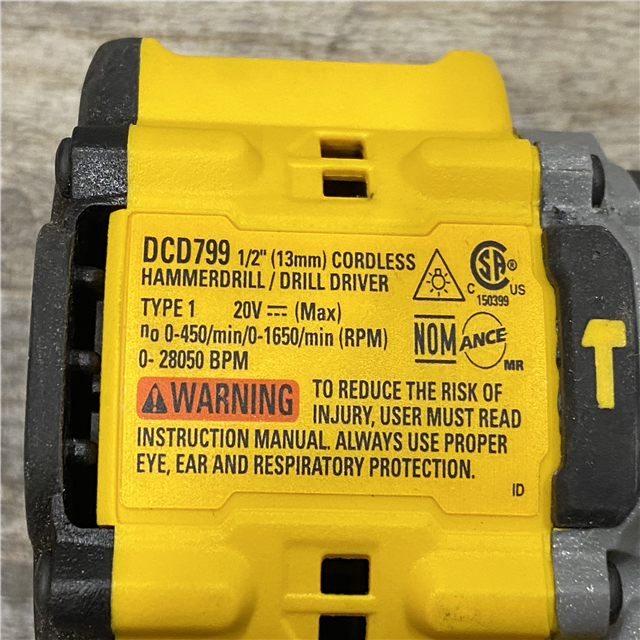 DCD799 1/2" (13mm) CORDLESS
HAMMERDRILL / DRILL DRIVER
TYPE 1 20V ⎓ (Max)
n₀ 0-450/min/0-1650/min (RPM)
0- 28050 BPM
CSA®
C US
150399
NOM ANCE
MR
WARNING TO REDUCE THE RISK OF
INJURY, USER MUST READ
INSTRUCTION MANUAL. ALWAYS USE PROPER
EYE, EAR AND RESPIRATORY PROTECTION.
ID